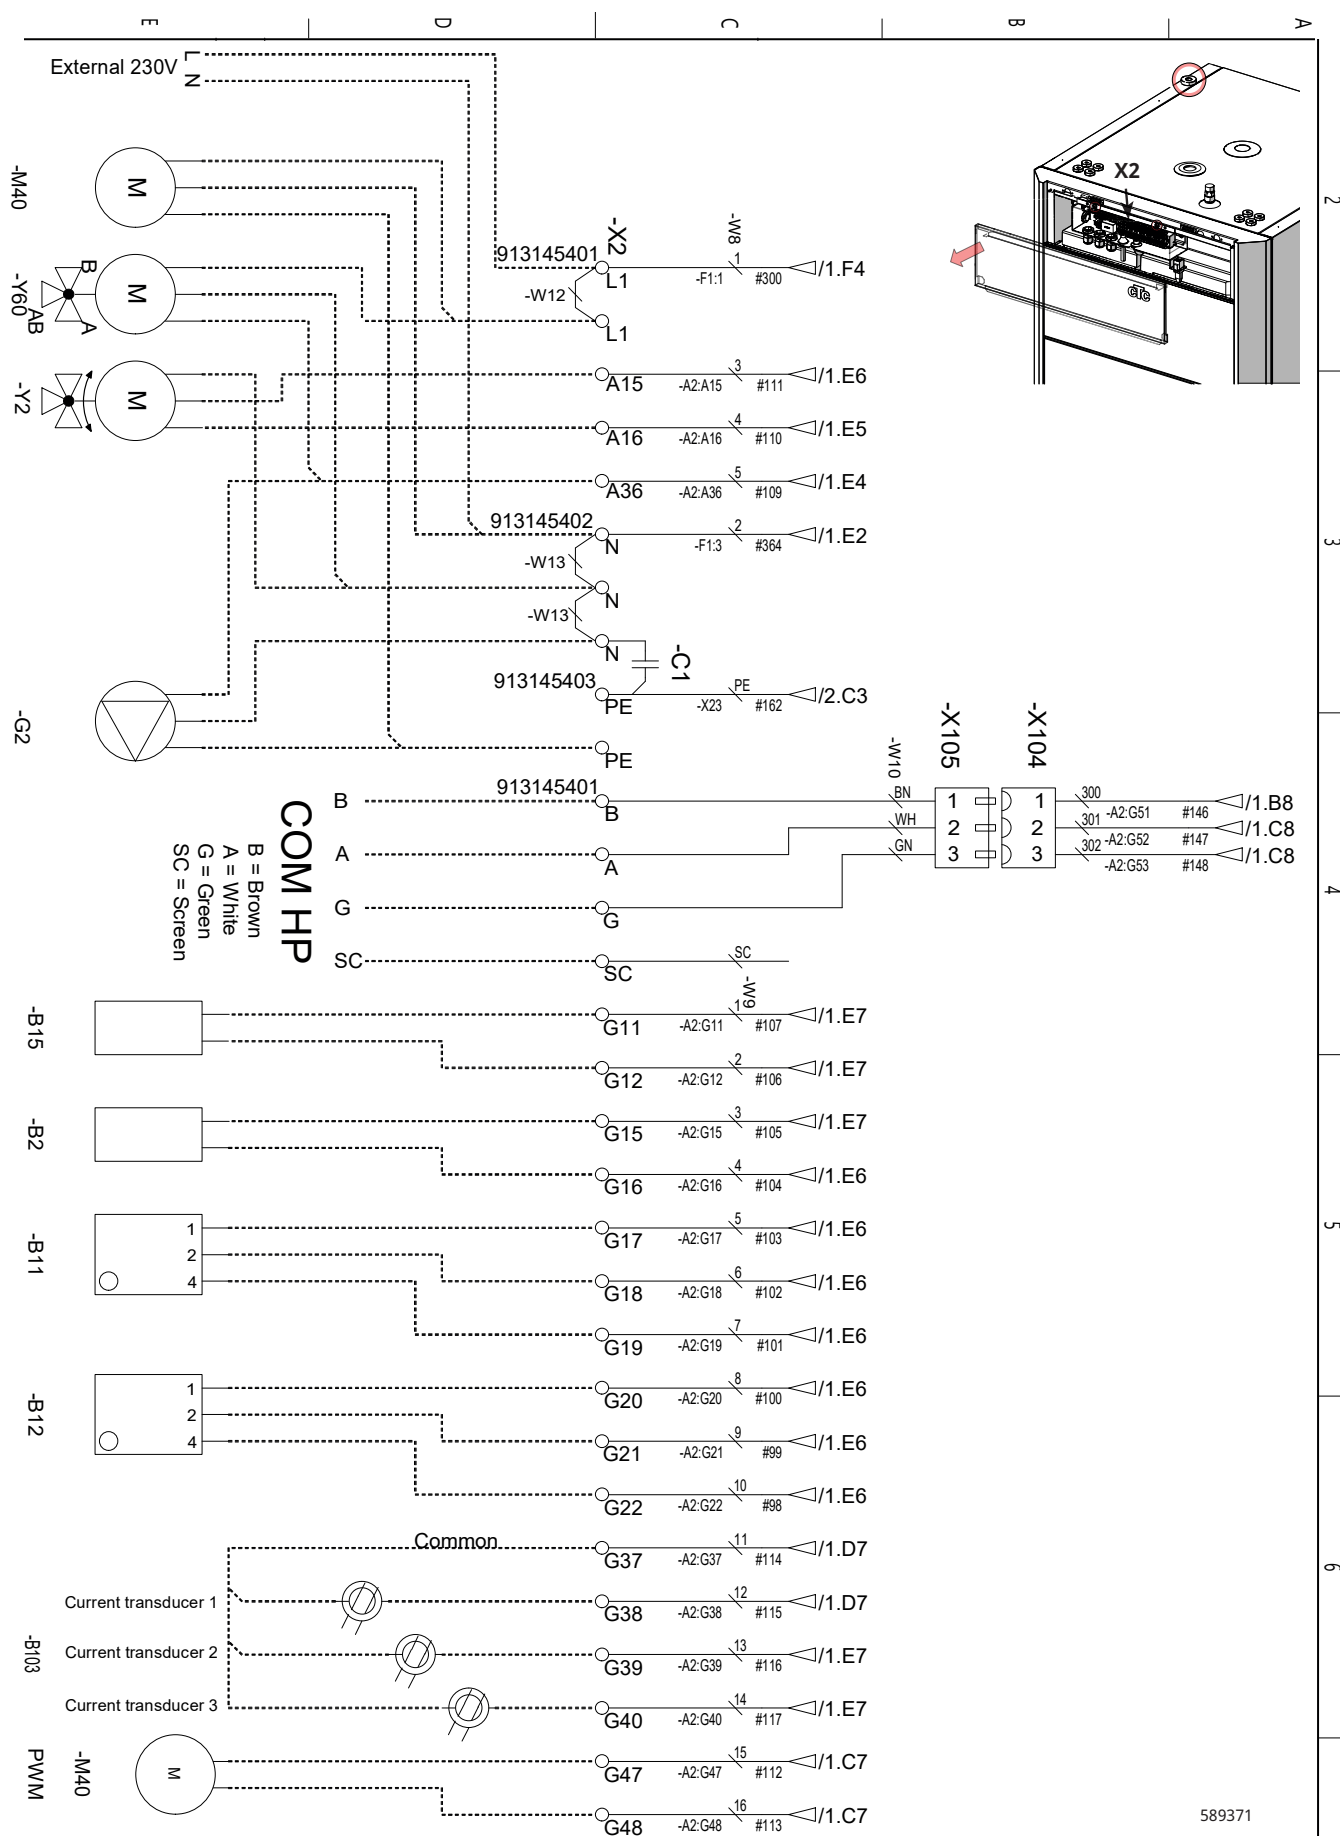 E D C B A
External 230V
L
N
2
3
4
5
6
X2
CTC
-M40
M
-Y60
B
AB
A
M
-Y2
M
-G2
-X2
-W8
913145401
L1
-F1:1
1
#300
/1.F4
-W12
L1
A15
-A2:A15
3
#111
/1.E6
A16
-A2:A16
4
#110
/1.E5
A36
-A2:A36
5
#109
/1.E4
913145402
N
-F1:3
2
#364
/1.E2
-W13
N
-W13
N
-C1
913145403
PE
-X23
PE
#162
/2.C3
PE
-W10
-X105
-X104
913145401
B
B
BN
1
1
300
-A2:G51
#146
/1.B8
WH
2
2
301
-A2:G52
#147
/1.C8
A
A
GN
3
3
302
-A2:G53
#148
/1.C8
G
G
SC
SC
SC
COM HP
B = Brown
A = White
G = Green
SC = Screen
-W9
-B15
G11
-A2:G11
1
#107
/1.E7
G12
-A2:G12
2
#106
/1.E7
-B2
G15
-A2:G15
3
#105
/1.E7
G16
-A2:G16
4
#104
/1.E6
-B11
1
2
4
G17
-A2:G17
5
#103
/1.E6
G18
-A2:G18
6
#102
/1.E6
G19
-A2:G19
7
#101
/1.E6
-B12
1
2
4
G20
-A2:G20
8
#100
/1.E6
G21
-A2:G21
9
#99
/1.E6
G22
-A2:G22
10
#98
/1.E6
Common
G37
-A2:G37
11
#114
/1.D7
-B103
Current transducer 1
G38
-A2:G38
12
#115
/1.D7
Current transducer 2
G39
-A2:G39
13
#116
/1.E7
Current transducer 3
G40
-A2:G40
14
#117
/1.E7
PWM
-M40
M
G47
-A2:G47
15
#112
/1.C7
G48
-A2:G48
16
#113
/1.C7
589371